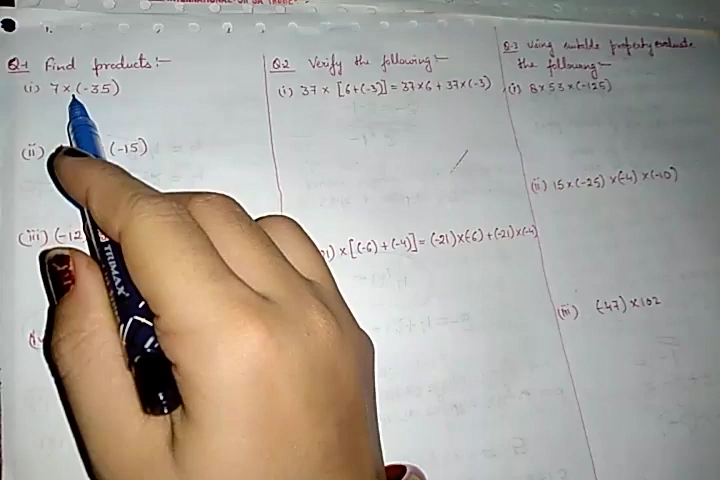 INTERNATIONAL
Q-1 Find products:-
(i) 7×(-35)
(ii) (-15)
(iii) (-12)
Q.2 Verify the following:-
(i) 37 × [6+(-3)] = 37×6 + 37×(-3)
1) × [(-6) + (-4)] = (-21)×(-6) + (-21)×(-4)
Q.3 Using suitable property evaluate
the following:-
(i) 8×53×(-125)
(ii) 15×(-25)×(-4)×(-10)
(iii) (-47)×102
TRIMAX